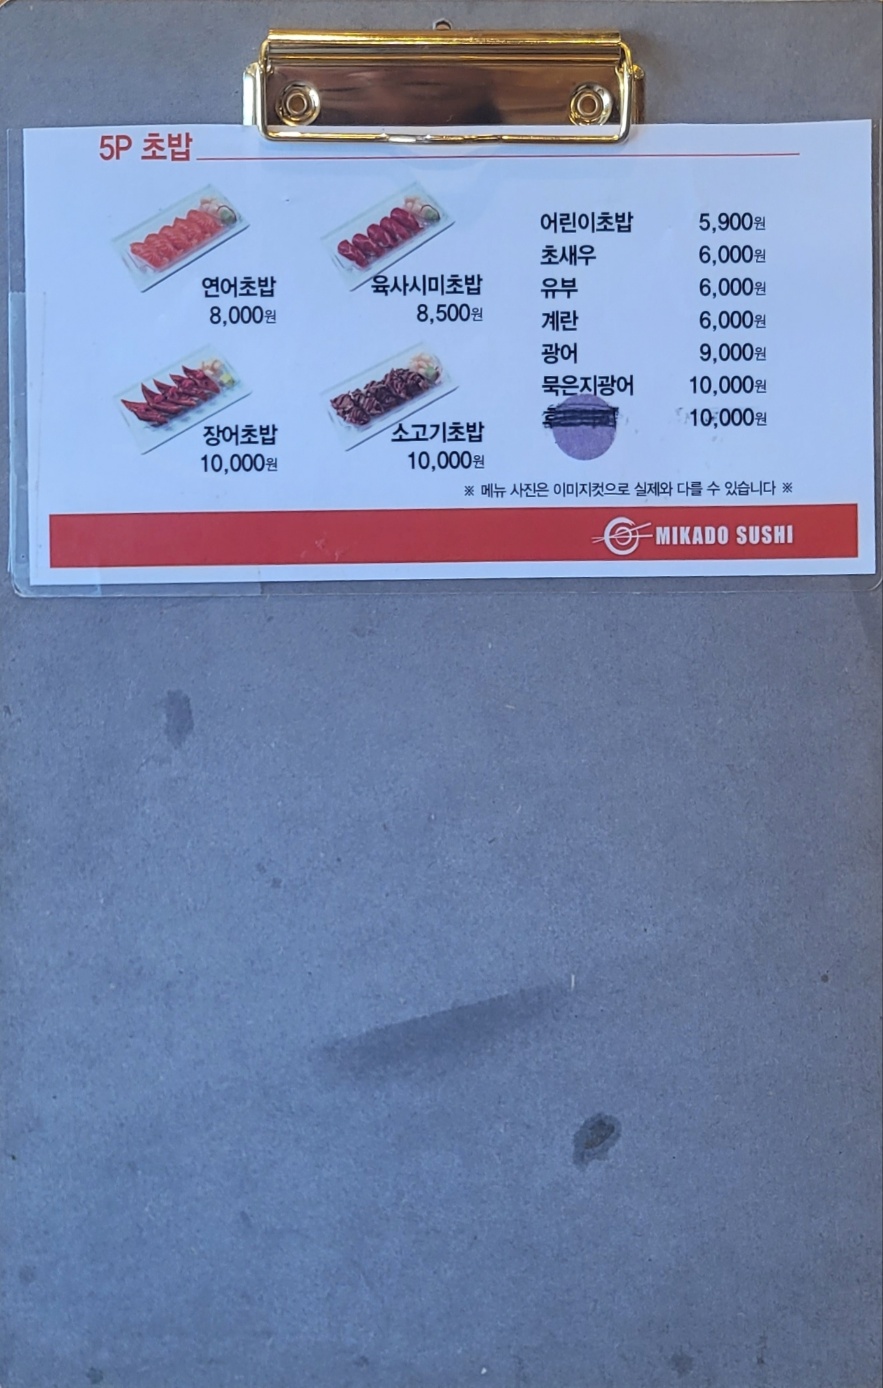 5P 초밥
연어초밥
8,000원
육사시미초밥
8,500원
장어초밥
10,000원
소고기초밥
10,000원
어린이초밥 5,900원
초새우 6,000원
유부 6,000원
계란 6,000원
광어 9,000원
묵은지광어 10,000원
10,000원
※ 메뉴 사진은 이미지컷으로 실제와 다를 수 있습니다 ※
MIKADO SUSHI